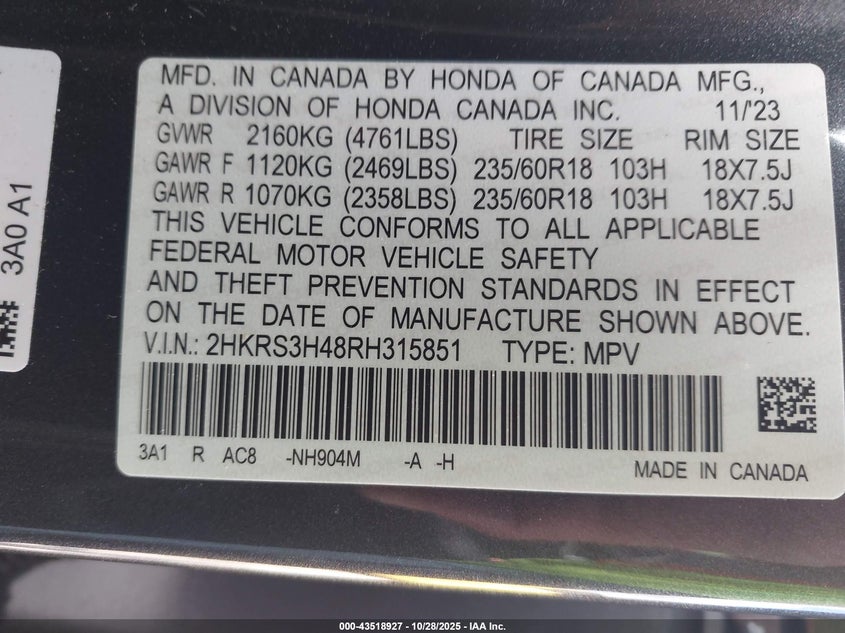 MFD. IN CANADA BY HONDA OF CANADA MFG.,
A DIVISION OF HONDA CANADA INC. 11/'23
GVWR 2160KG (4761LBS) TIRE SIZE RIM SIZE
GAWR F 1120KG (2469LBS) 235/60R18 103H 18X7.5J
GAWR R 1070KG (2358LBS) 235/60R18 103H 18X7.5J
THIS VEHICLE CONFORMS TO ALL APPLICABLE
FEDERAL MOTOR VEHICLE SAFETY
AND THEFT PREVENTION STANDARDS IN EFFECT
ON THE DATE OF MANUFACTURE SHOWN ABOVE.
V.I.N.: 2HKRS3H48RH315851 TYPE: MPV
3A1 R AC8 -NH904M -A -H
MADE IN CANADA
3A0 A1
000-43518927 - 10/28/2025 - IAA Inc.